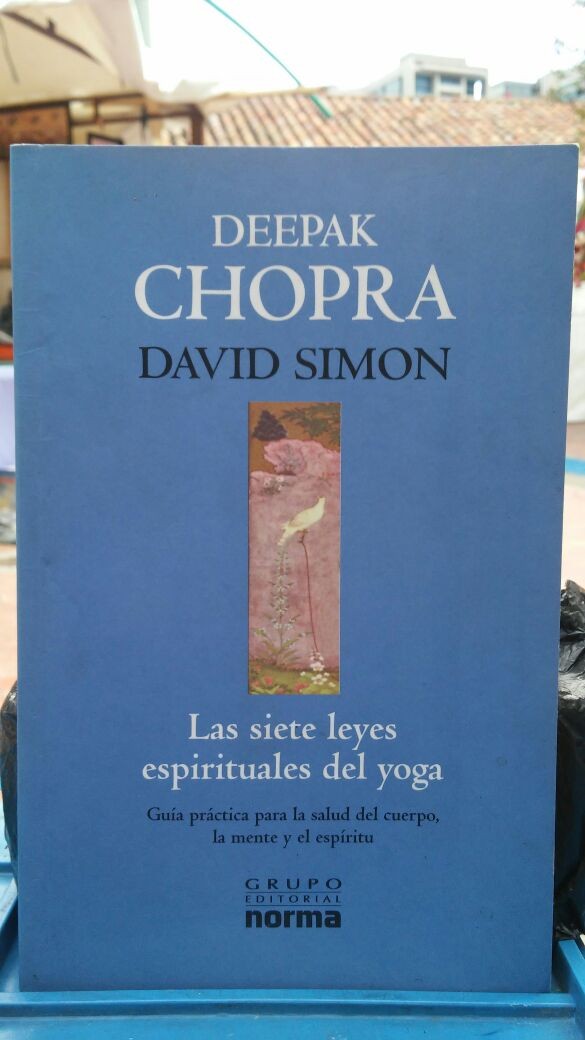 DEEPAK
CHOPRA
DAVID SIMON
Las siete leyes
espirituales del yoga
Guía práctica para la salud del cuerpo,
la mente y el espíritu
GRUPO
EDITORIAL
norma